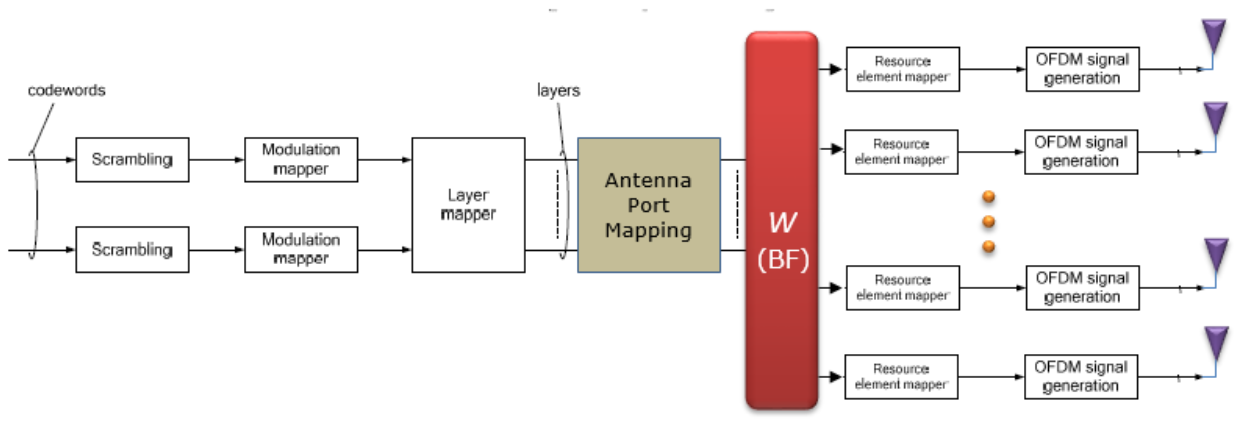 codewords
layers
Scrambling
Modulation
mapper
Scrambling
Modulation
mapper
Layer
mapper
Antenna
Port
Mapping
W
(BF)
Resource
element mapper
OFDM signal
generation
Resource
element mapper
OFDM signal
generation
Resource
element mapper
OFDM signal
generation
Resource
element mapper
OFDM signal
generation